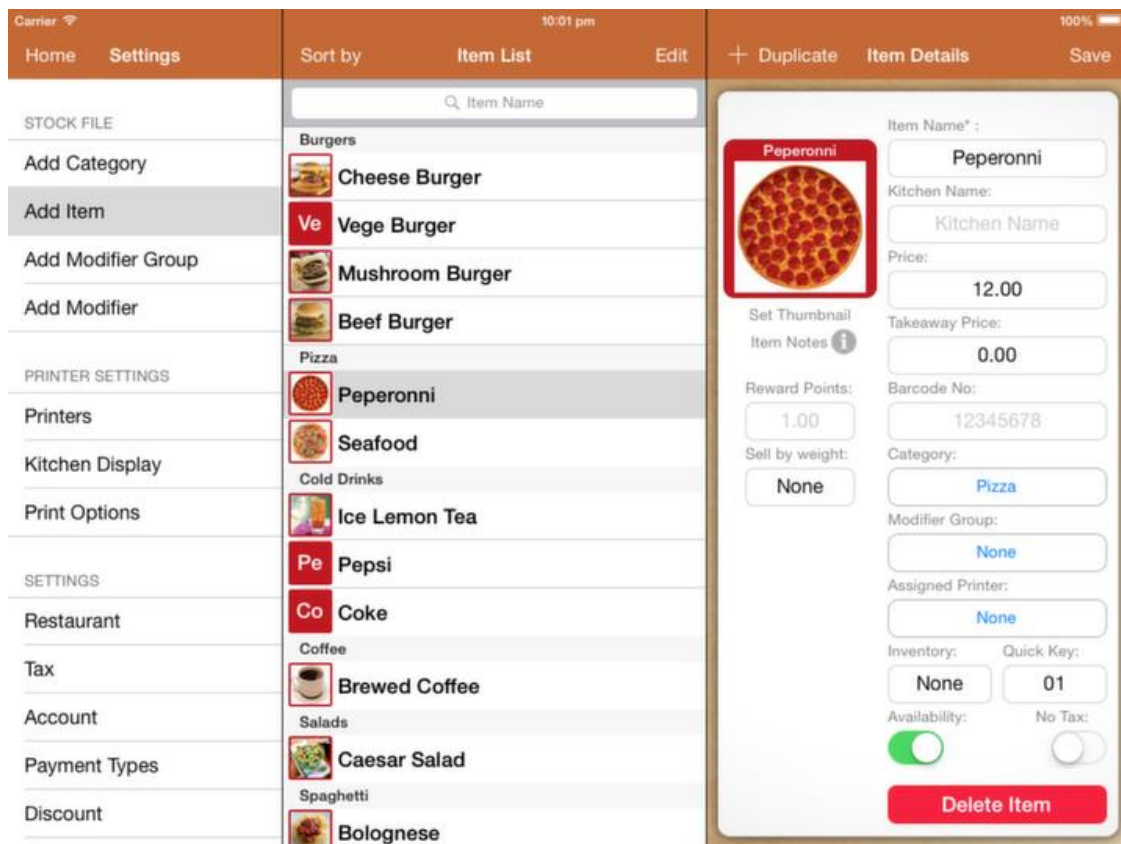 Carrier
10:01 pm
100%
Home
Settings
Sort by
Item List
Edit
+ Duplicate
Item Details
Save
STOCK FILE
Add Category
Add Item
Add Modifier Group
Add Modifier
PRINTER SETTINGS
Printers
Kitchen Display
Print Options
SETTINGS
Restaurant
Tax
Account
Payment Types
Discount
Item Name
Burgers
Cheese Burger
Ve
Vege Burger
Mushroom Burger
Beef Burger
Pizza
Peperonni
Seafood
Cold Drinks
Ice Lemon Tea
Pe
Pepsi
Co
Coke
Coffee
Brewed Coffee
Salads
Caesar Salad
Spaghetti
Bolognese
Peperonni
Set Thumbnail
Item Notes i
Reward Points:
1.00
Sell by weight:
None
Item Name* :
Peperonni
Kitchen Name:
Kitchen Name
Price:
12.00
Takeaway Price:
0.00
Barcode No:
12345678
Category:
Pizza
Modifier Group:
None
Assigned Printer:
None
Inventory:
None
Quick Key:
01
Availability:
No Tax:
Delete Item